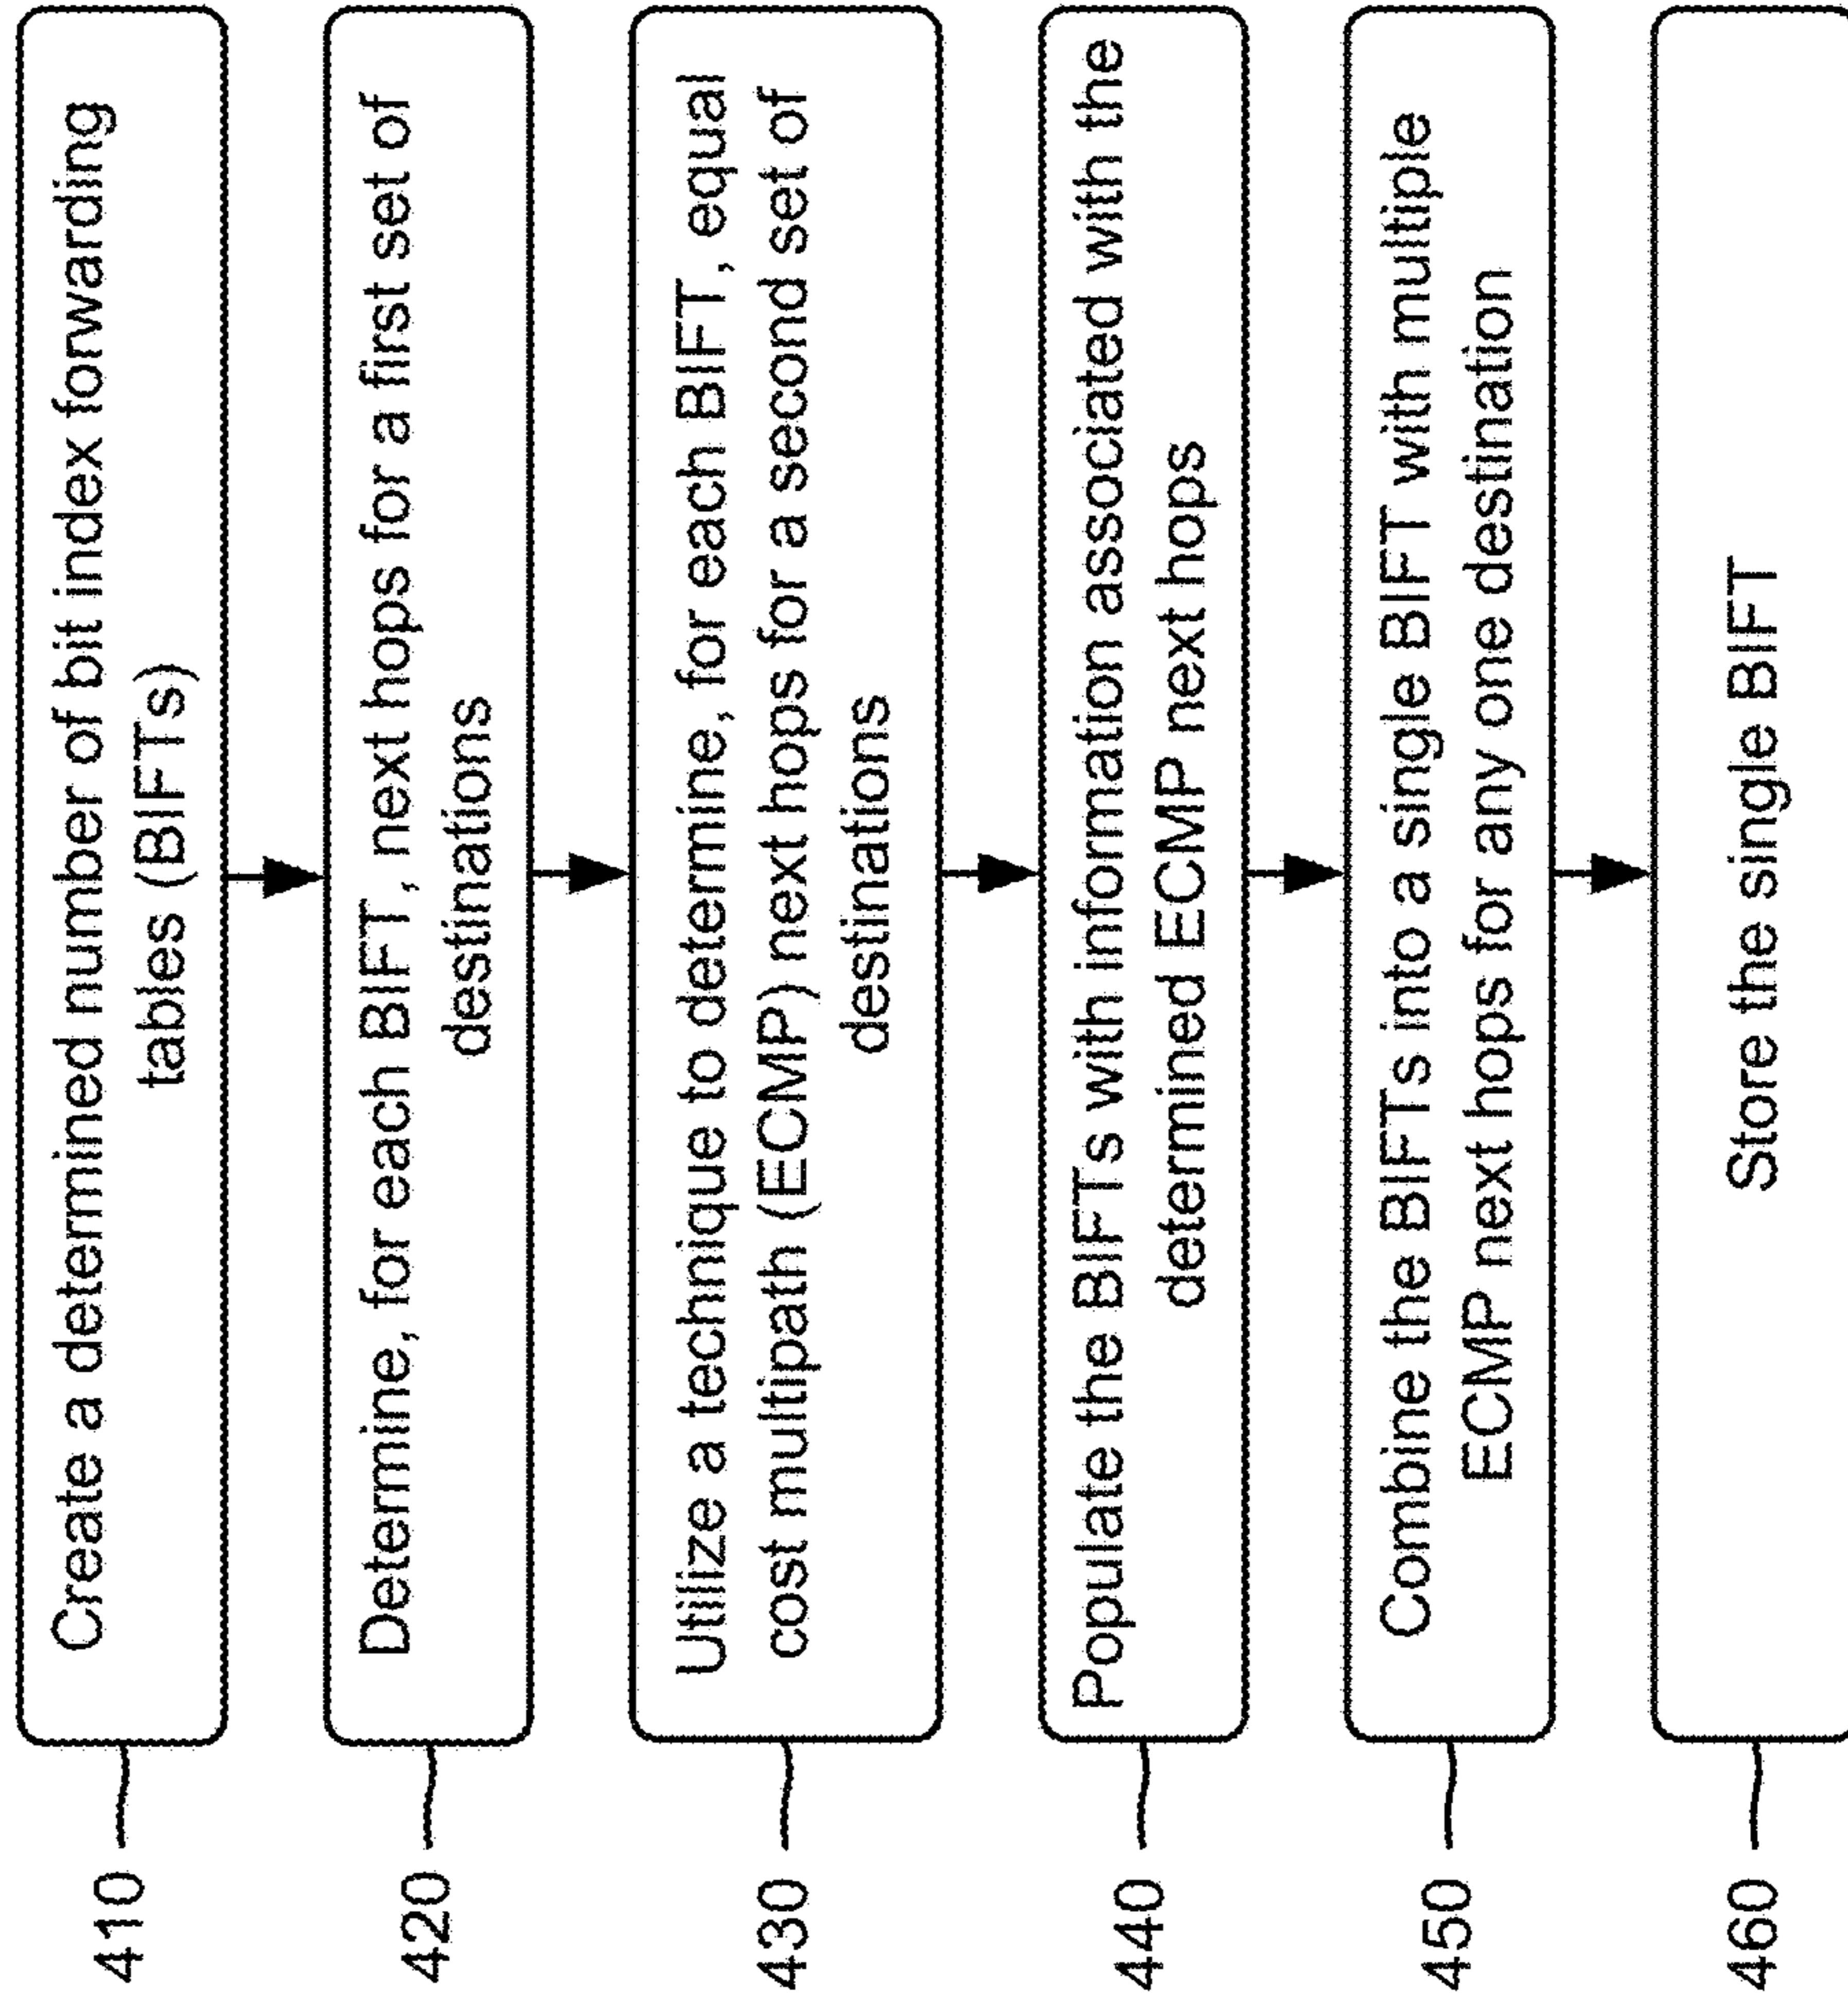 410
Create a determined number of bit index forwarding
tables (BIFTs)
420
Determine, for each BIFT, next hops for a first set of
destinations
430
Utilize a technique to determine, for each BIFT, equal
cost multipath (ECMP) next hops for a second set of
destinations
440
Populate the BIFTs with information associated with the
determined ECMP next hops
450
Combine the BIFTs into a single BIFT with multiple
ECMP next hops for any one destination
460
Store the single BIFT